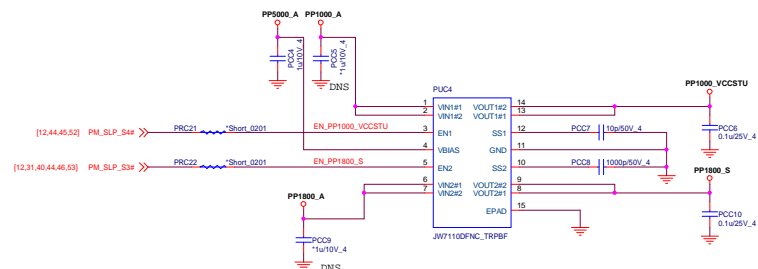 PP5000_A PP1000_A
PCC4
1u/10V_4
PCC5
*1u/10V_4
DNS
PUC4
PP1000_VCCSTU
1 VIN1#1 VOUT1#2 14
2 VIN1#2 VOUT1#1 13
[12,44,45,52] PM_SLP_S4# PRC21 *Short_0201 EN_PP1000_VCCSTU 3 EN1 SS1 12 PCC7 10p/50V_4
PCC6
0.1u/25V_4
4 VBIAS GND 11
[12,31,40,44,46,53] PM_SLP_S3# PRC22 *Short_0201 EN_PP1800_S 5 EN2 SS2 10 PCC8 1000p/50V_4
PP1800_S
6 VIN2#1 VOUT2#2 9
7 VIN2#2 VOUT2#1 8
PP1800_A
EPAD 15
PCC10
0.1u/25V_4
JW7110DFNC_TRPBF
PCC9
*1u/10V_4
DNS